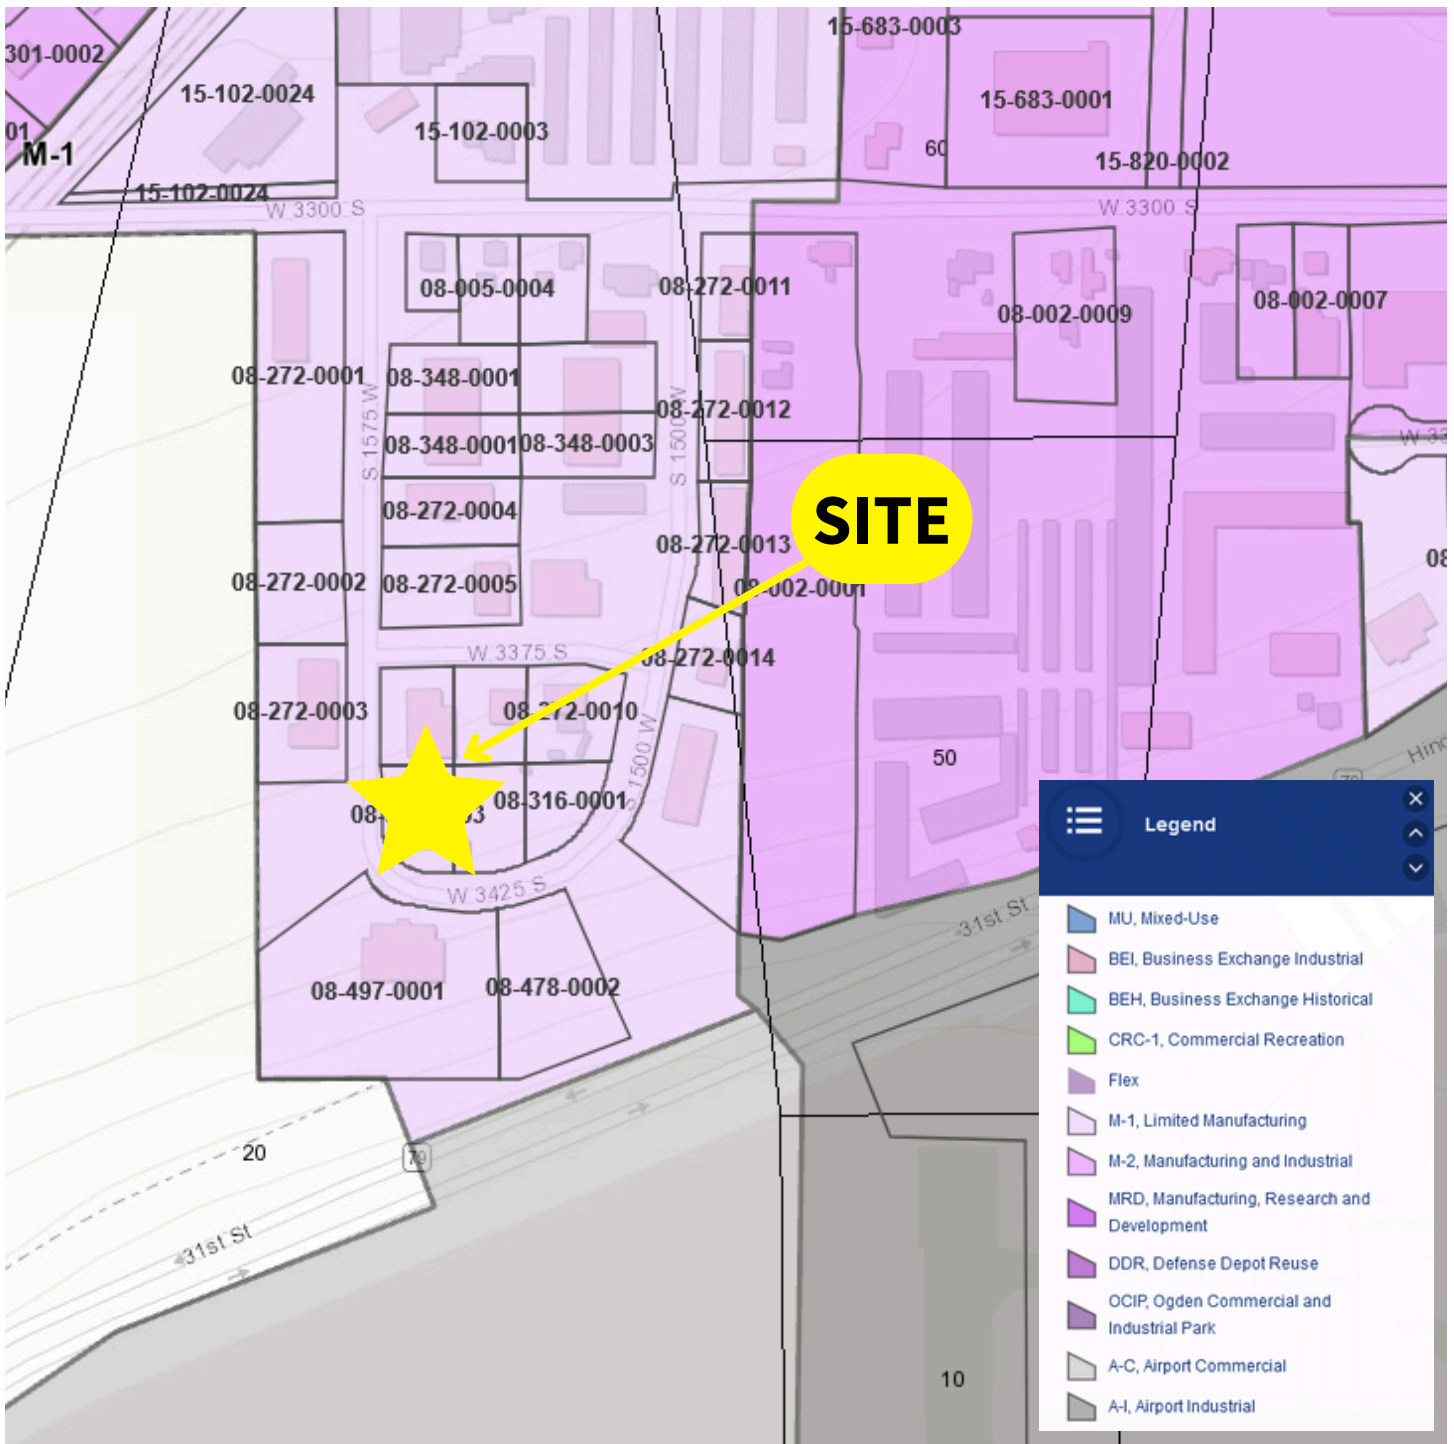 15-683-0003
301-0002
15-102-0024
15-683-0001
15-102-0003
01
M-1
60
15-820-0002
15-102-0024
W 3300 S
W 3300 S
08-005-0004
08-272-0011
08-002-0009
08-002-0007
08-272-0001
08-348-0001
S 1575 W
S 1500 W
08-272-0012
08-348-0001
08-348-0003
W 33
08-272-0004
SITE
08-272-0013
08
08-272-0002
08-272-0005
08-002-0001
W 3375 S
08-272-0014
08-272-0003
08-272-0010
S 1500 W
50
Hinc
79
08-316-0001
08-
03
W 3425 S
31st St
08-497-0001
08-478-0002
20
79
31st St
10
Legend
MU, Mixed-Use
BEI, Business Exchange Industrial
BEH, Business Exchange Historical
CRC-1, Commercial Recreation
Flex
M-1, Limited Manufacturing
M-2, Manufacturing and Industrial
MRD, Manufacturing, Research and
Development
DDR, Defense Depot Reuse
OCIP, Ogden Commercial and
Industrial Park
A-C, Airport Commercial
A-I, Airport Industrial